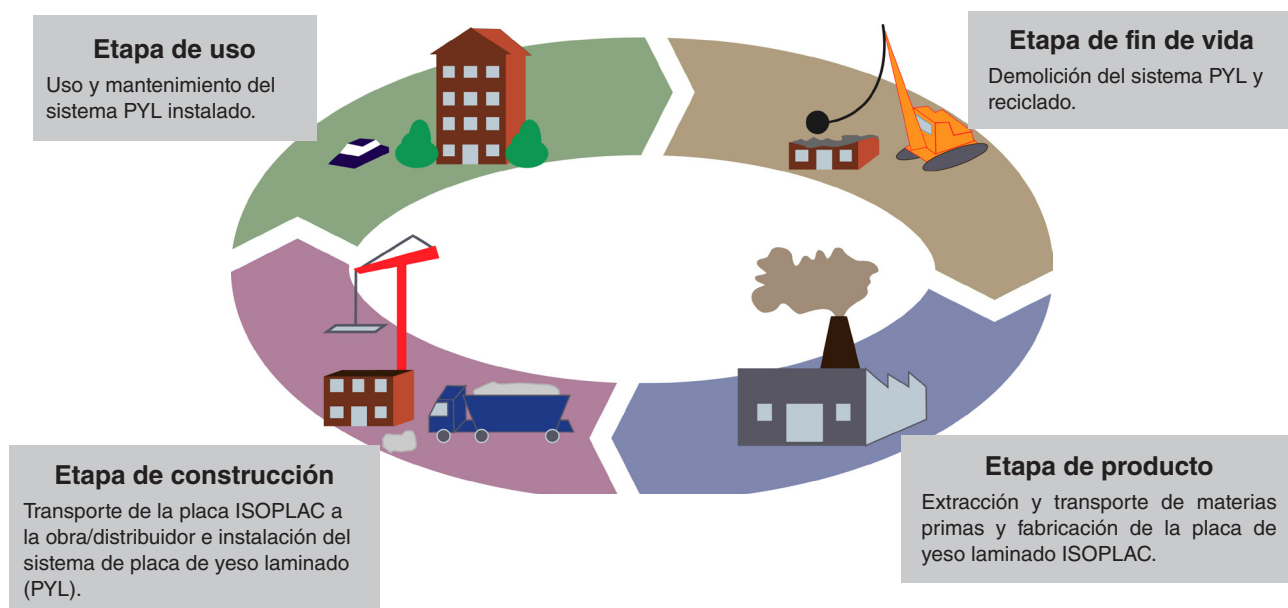 Etapa de uso
Uso y mantenimiento del
sistema PYL instalado.
Etapa de fin de vida
Demolición del sistema PYL y
reciclado.
Etapa de construcción
Transporte de la placa ISOPLAC a
la obra/distribuidor e instalación del
sistema de placa de yeso laminado
(PYL).
Etapa de producto
Extracción y transporte de materias
primas y fabricación de la placa de
yeso laminado ISOPLAC.